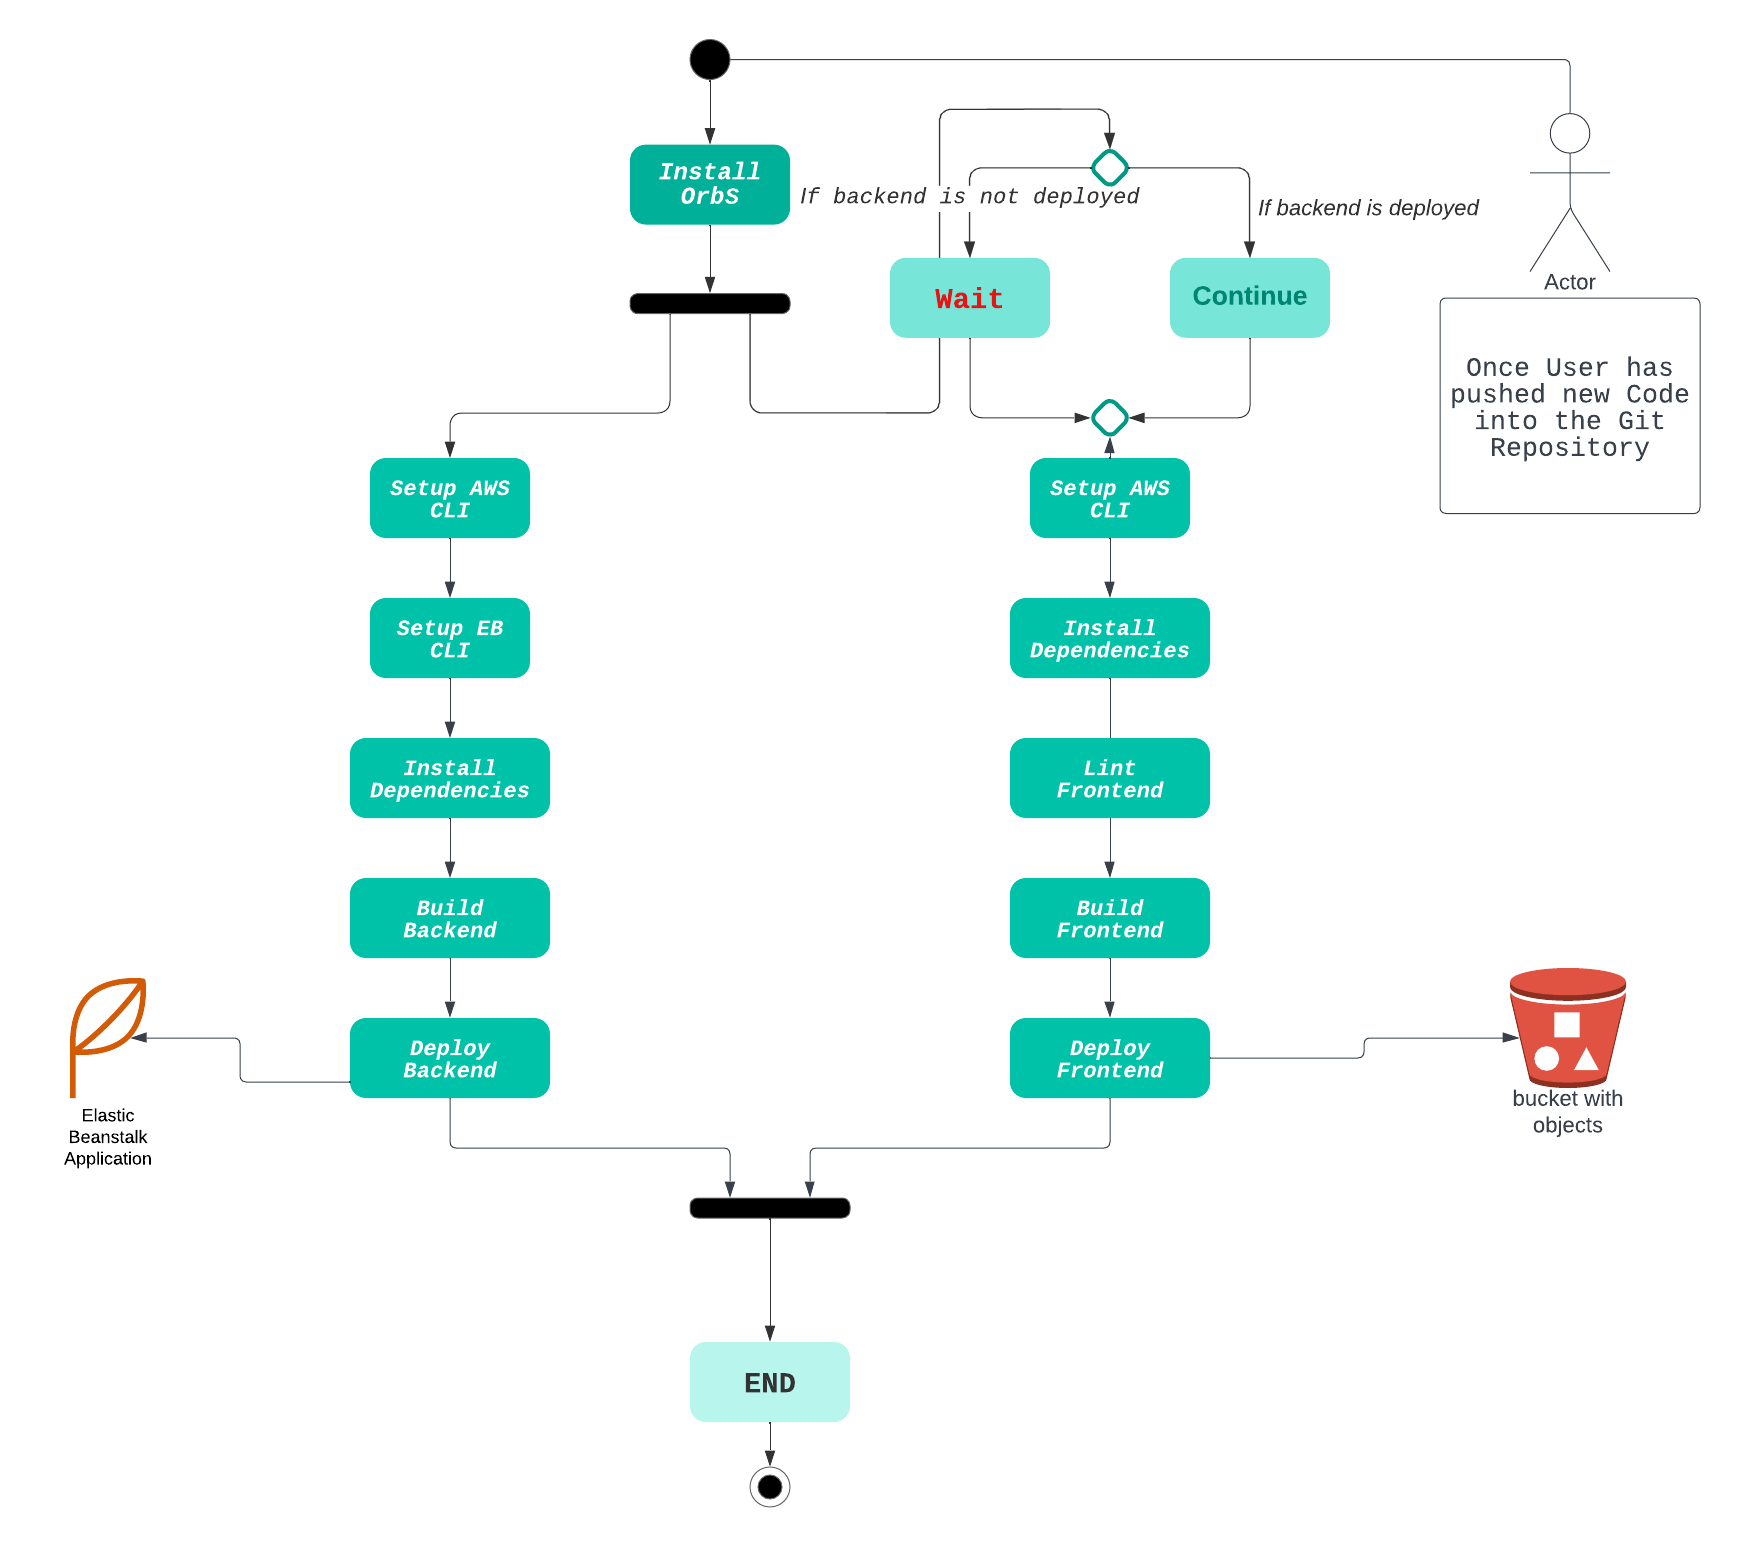 Install
OrbS
If backend is not deployed
If backend is deployed
Wait
Continue
Actor
Once User has
pushed new Code
into the Git
Repository
Setup AWS
CLI
Setup AWS
CLI
Setup EB
CLI
Install
Dependencies
Install
Dependencies
Lint
Frontend
Build
Backend
Build
Frontend
Deploy
Backend
Deploy
Frontend
Elastic
Beanstalk
Application
bucket with
objects
END